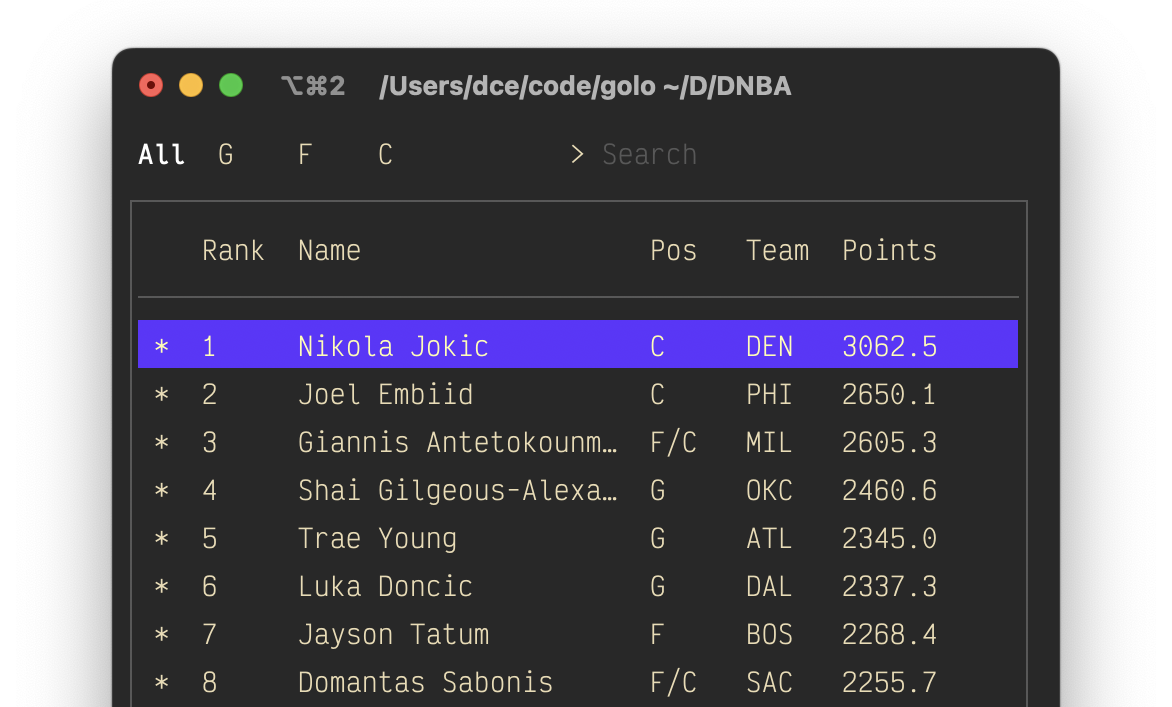 ⌥⌘2 /Users/dce/code/golo ~/D/DNBA
All G F C > Search
Rank Name Pos Team Points
* 1 Nikola Jokic C DEN 3062.5
* 2 Joel Embiid C PHI 2650.1
* 3 Giannis Antetokounm… F/C MIL 2605.3
* 4 Shai Gilgeous-Alexa… G OKC 2460.6
* 5 Trae Young G ATL 2345.0
* 6 Luka Doncic G DAL 2337.3
* 7 Jayson Tatum F BOS 2268.4
* 8 Domantas Sabonis F/C SAC 2255.7